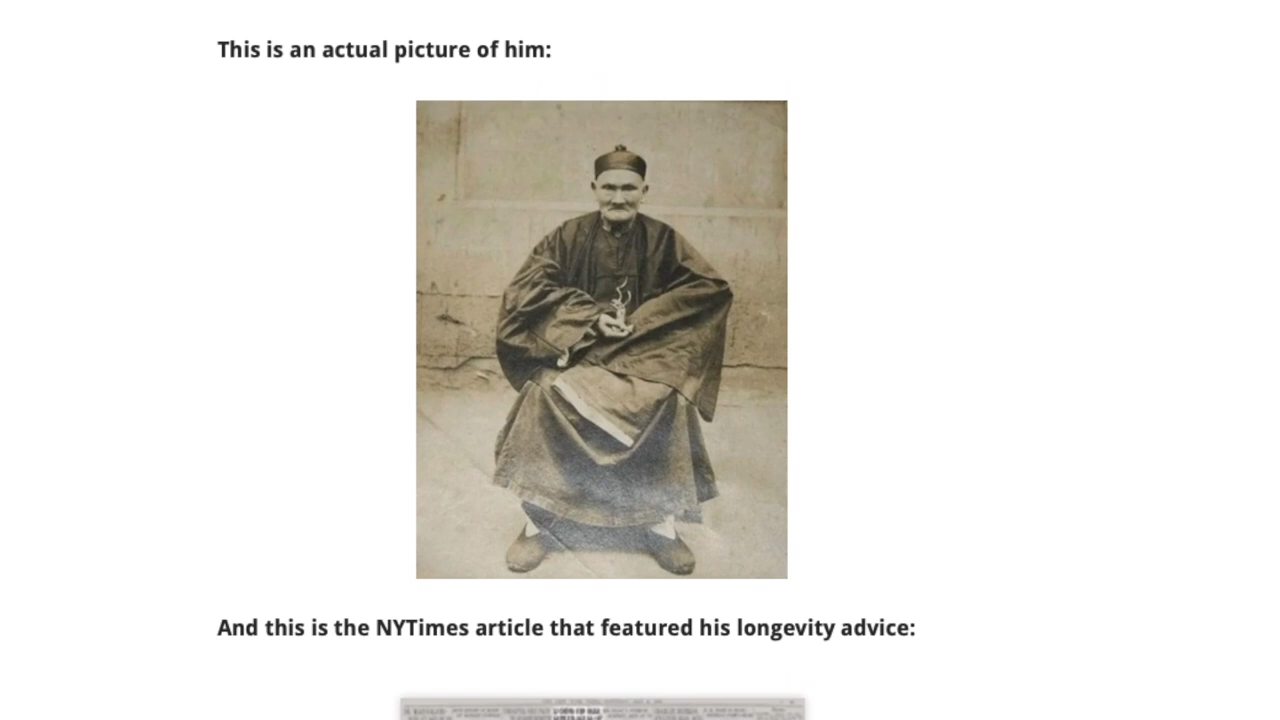 This is an actual picture of him:
And this is the NYTimes article that featured his longevity advice: